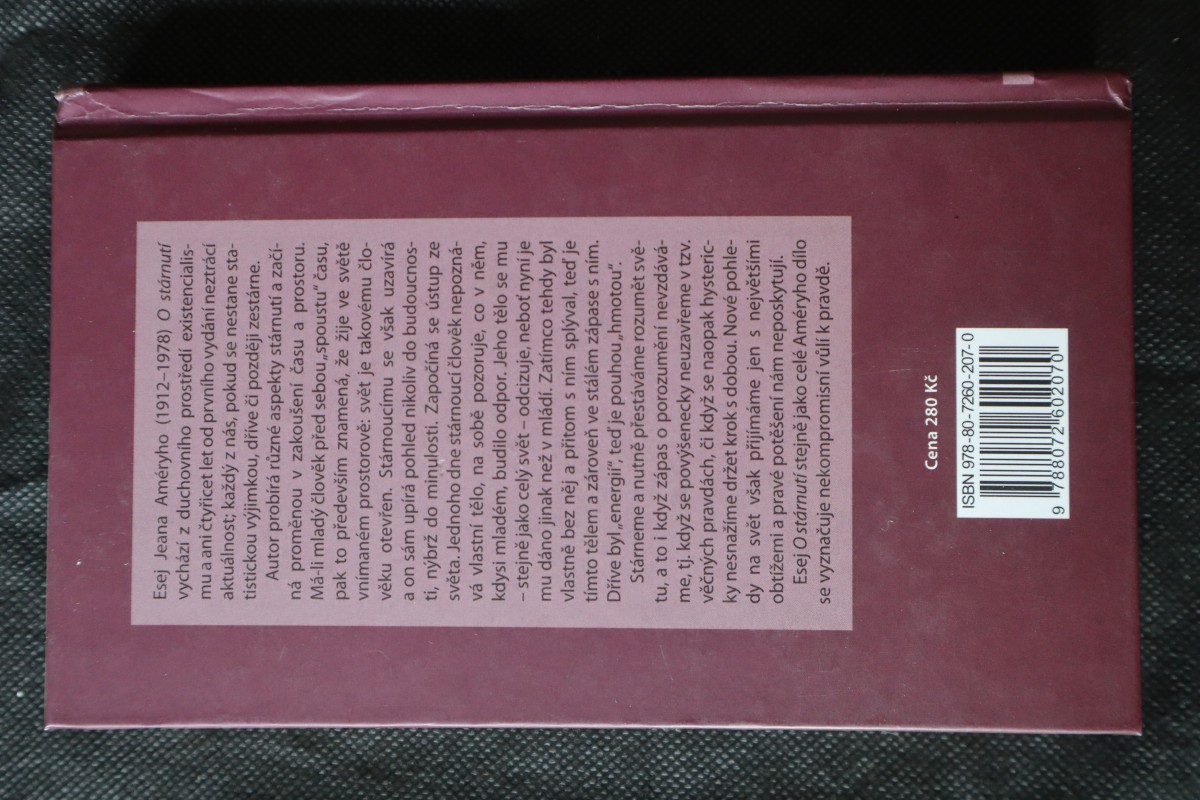 Esej Jeana Améryho (1912–1978) O stárnutí
vychází z duchovního prostředí existencialis-
mu a ani čtyřicet let od prvního vydání neztrácí
aktuálnost; každý z nás, pokud se nestane sta-
tistickou výjimkou, dříve či později zestárne.
Autor probírá různé aspekty stárnutí a začí-
ná proměnou v zakoušení času a prostoru.
Má-li mladý člověk před sebou „spoustu“ času,
pak to především znamená, že žije ve světě
vnímaném prostorově: svět je takovému člo-
věku otevřen. Stárnoucímu se však uzavírá
a on sám upírá pohled nikoliv do budoucnos-
ti, nýbrž do minulosti. Započíná se ústup ze
světa. Jednoho dne stárnoucí člověk nepozná-
vá vlastní tělo, na sobě pozoruje, co v něm,
kdysi mladém, budilo odpor. Jeho tělo se mu
– stejně jako celý svět – odcizuje, neboť nyní je
mu dáno jinak než v mládí. Zatímco tehdy byl
vlastně bez něj a přitom s ním splýval, teď je
tímto tělem a zároveň ve stálém zápase s ním.
Dříve byl „energií“, teď je pouhou „hmotou“.
Stárneme a nutně přestáváme rozumět svě-
tu, a to i když zápas o porozumění nevzdává-
me, tj. když se povýšenecky neuzavřeme v tzv.
věčných pravdách, či když se naopak hysteric-
ky nesnažíme držet krok s dobou. Nové pohle-
dy na svět však přijímáme jen s největšími
obtížemi a pravé potěšení nám neposkytují.
Esej O stárnutí stejně jako celé Améryho dílo
se vyznačuje nekompromisní vůlí k pravdě.
Cena 280 Kč
ISBN 978-80-7260-207-0
9 788072 602070